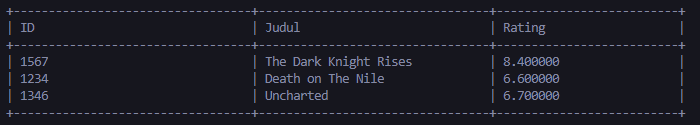 ID Judul Rating
1567 The Dark Knight Rises 8.400000
1234 Death on The Nile 6.600000
1346 Uncharted 6.700000